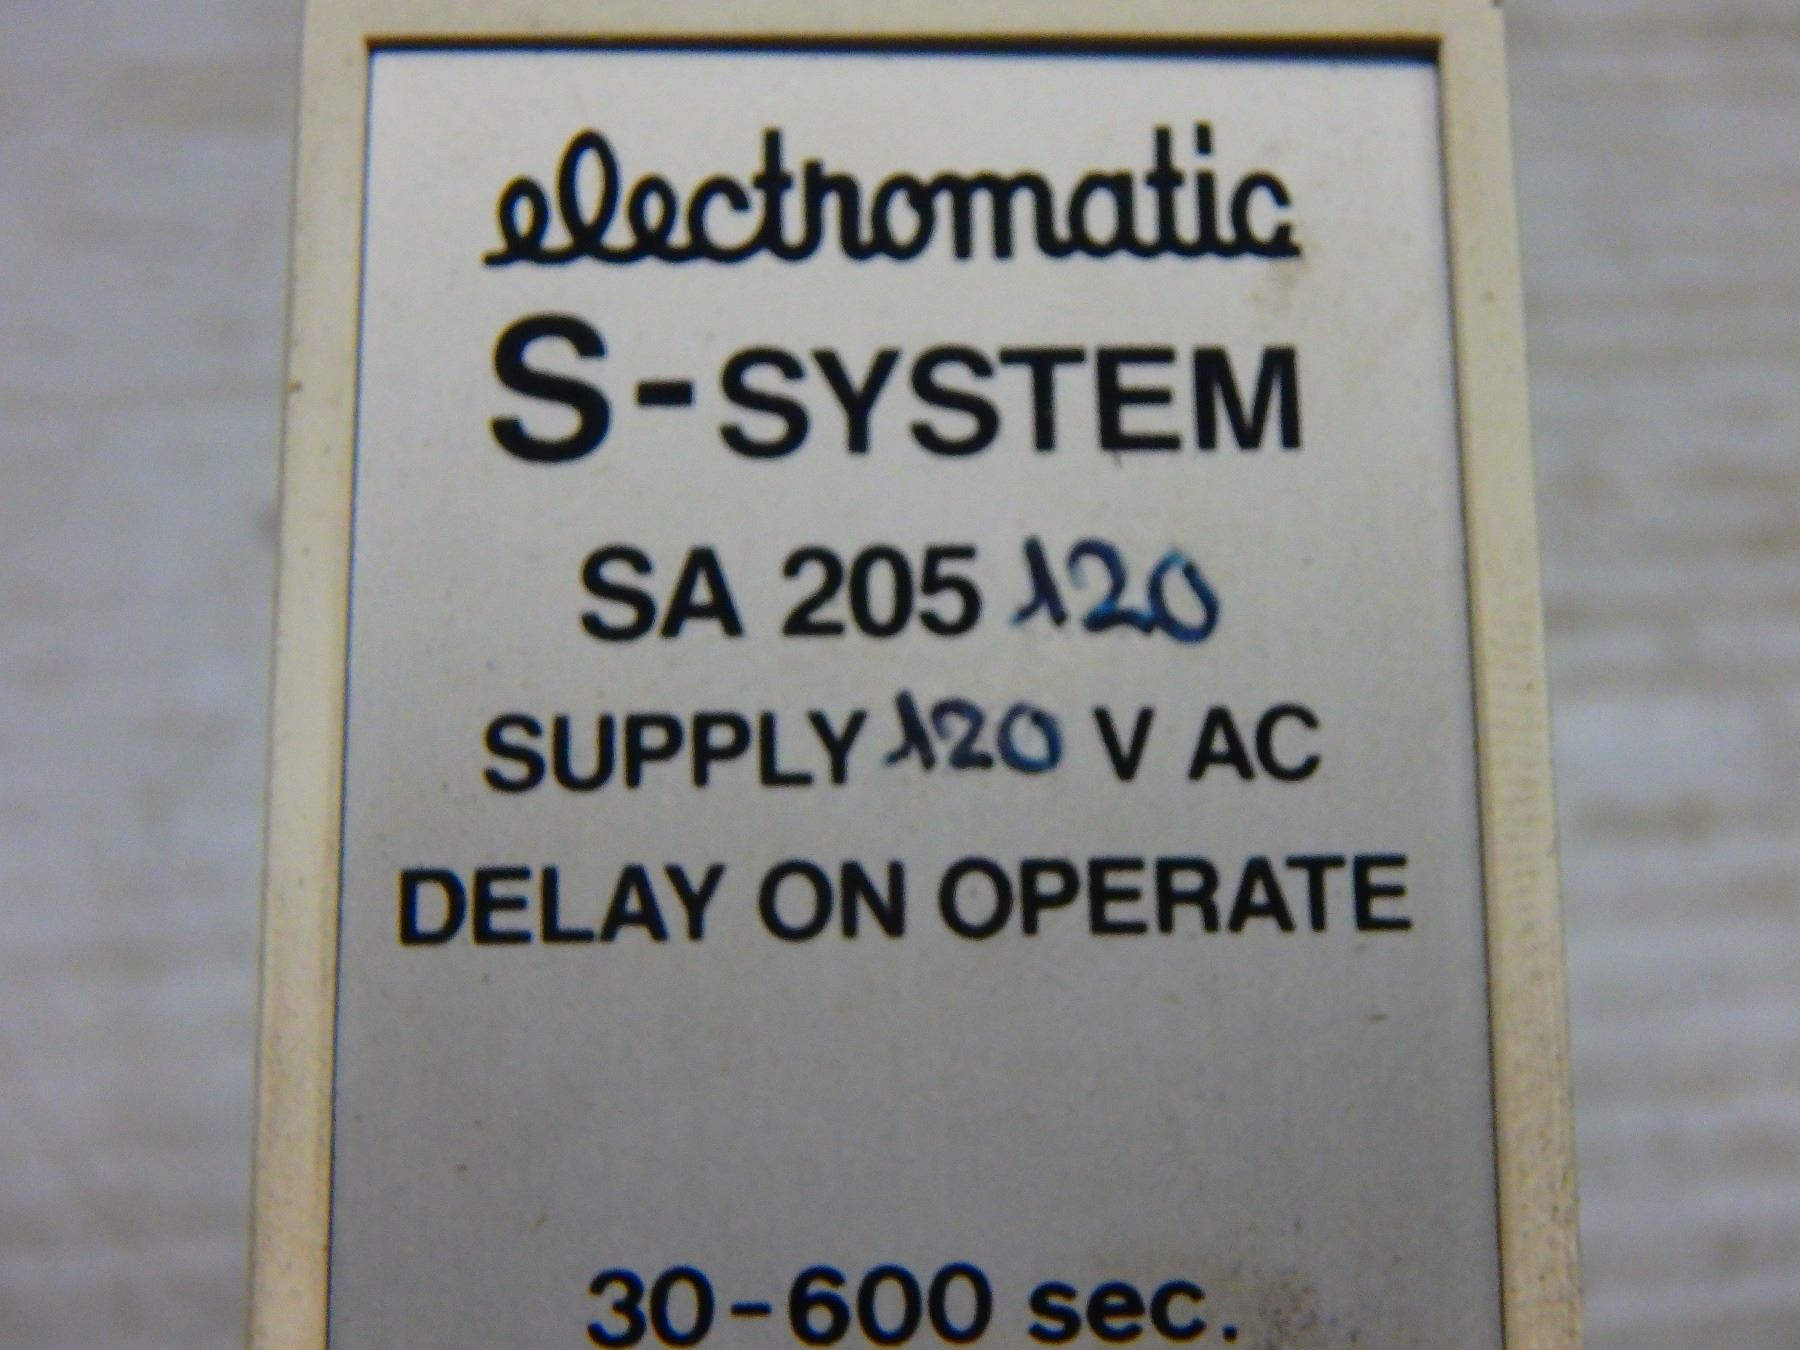 electromatic
S-SYSTEM
SA 205 120
SUPPLY 120 V AC
DELAY ON OPERATE
30-600 sec.